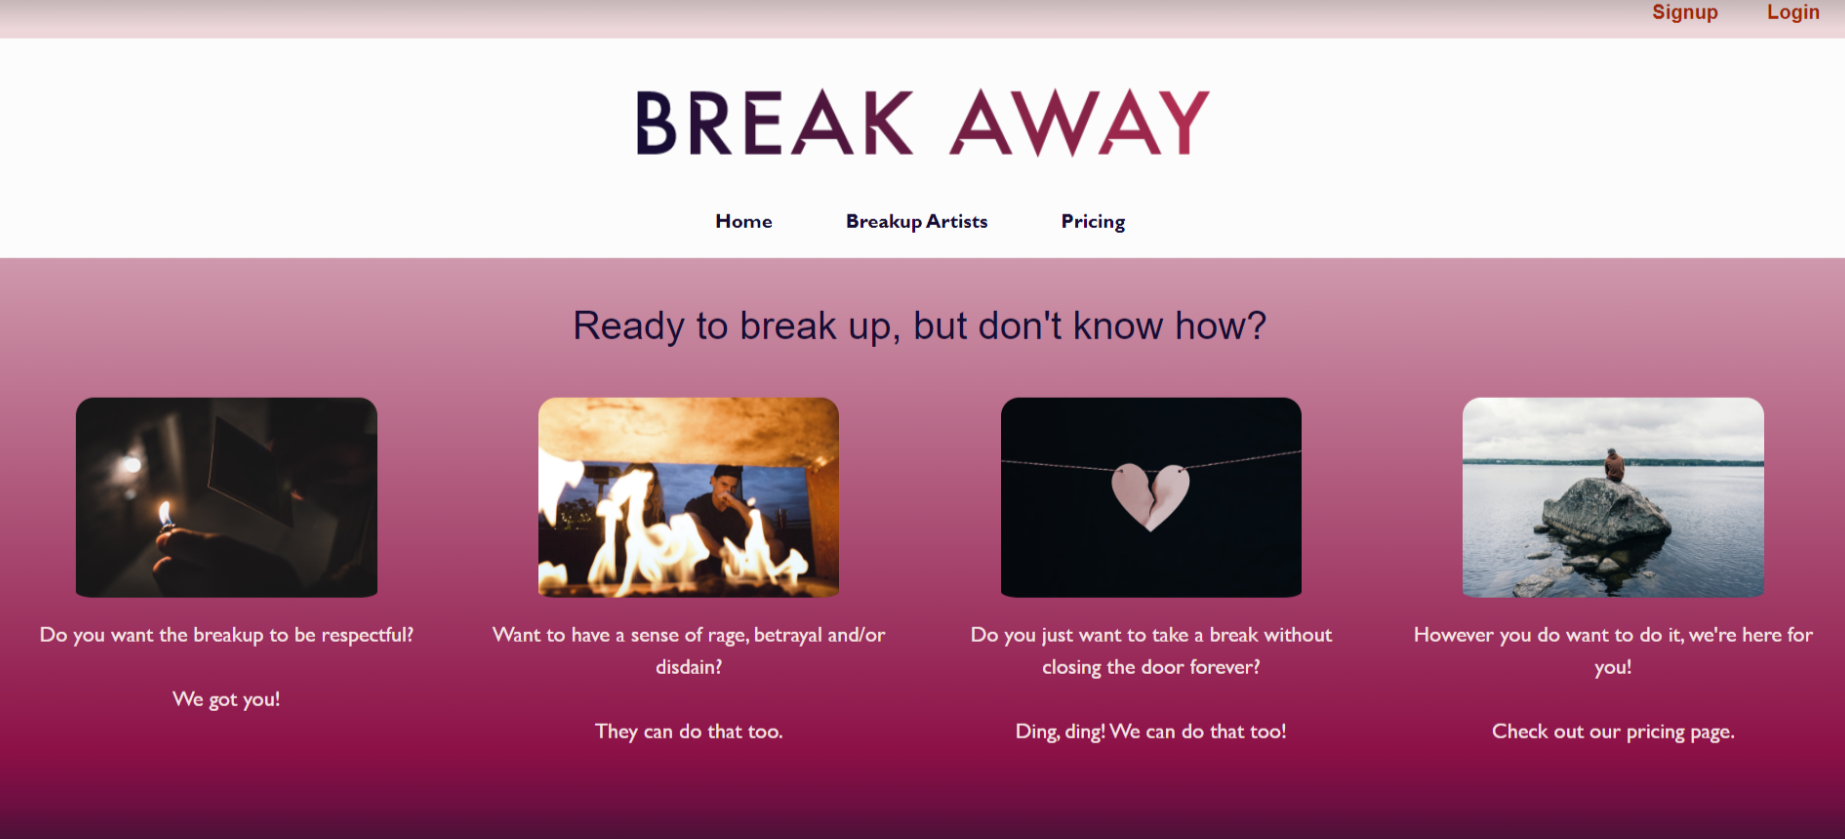 Signup Login
BREAK AWAY
Home Breakup Artists Pricing
Ready to break up, but don't know how?
Do you want the breakup to be respectful?
We got you!
Want to have a sense of rage, betrayal and/or
disdain?
They can do that too.
Do you just want to take a break without
closing the door forever?
Ding, ding! We can do that too!
However you do want to do it, we're here for
you!
Check out our pricing page.